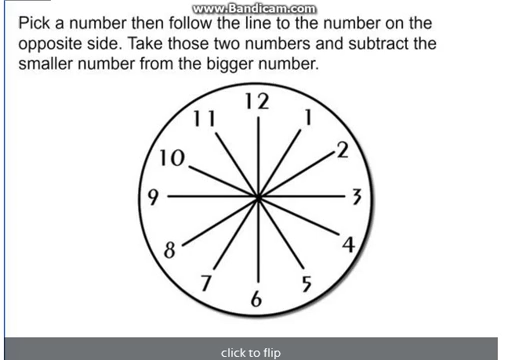 www.Bandicam.com
Pick a number then follow the line to the number on the
opposite side. Take those two numbers and subtract the
smaller number from the bigger number.
12
11 1
10 2
9 3
8 4
7 5
6
click to flip